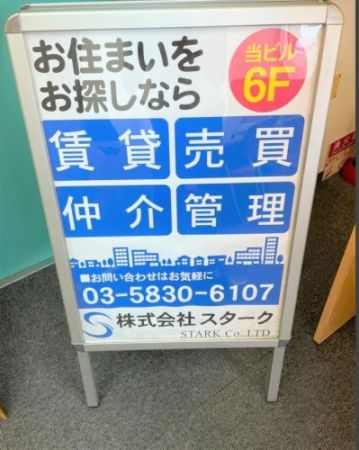 お住まいを
お探しなら
当ビル
6F
賃貸 売買
仲介 管理
■お問い合わせはお気軽に
03-5830-6107
株式会社 スターク
STARK Co.,LTD